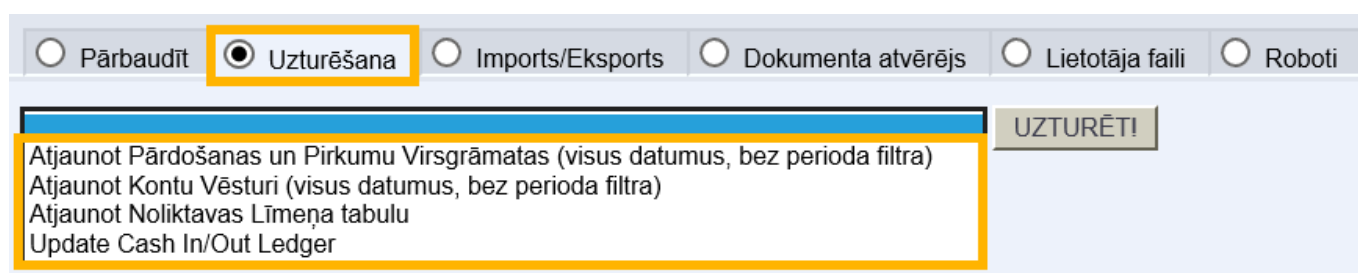 Pārbaudīt Uzturēšana Imports/Eksports Dokumenta atvērējs Lietotāja faili Roboti
UZTURĒT!
Atjaunot Pārdošanas un Pirkumu Virsgrāmatas (visus datumus, bez perioda filtra)
Atjaunot Kontu Vēsturi (visus datumus, bez perioda filtra)
Atjaunot Noliktavas Līmeņa tabulu
Update Cash In/Out Ledger